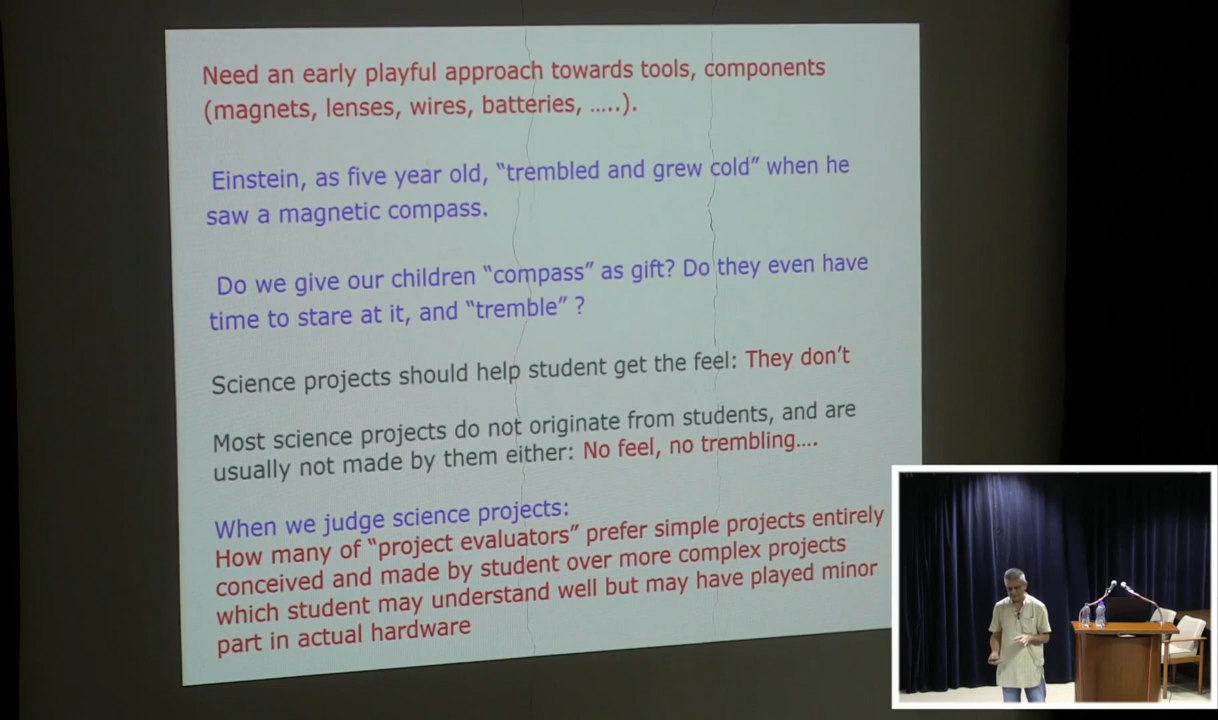 Need an early playful approach towards tools, components
(magnets, lenses, wires, batteries, .....).
Einstein, as five year old, “trembled and grew cold” when he
saw a magnetic compass.
Do we give our children “compass” as gift? Do they even have
time to stare at it, and “tremble” ?
Science projects should help student get the feel: They don’t
Most science projects do not originate from students, and are
usually not made by them either: No feel, no trembling....
When we judge science projects:
How many of “project evaluators” prefer simple projects entirely
conceived and made by student over more complex projects
which student may understand well but may have played minor
part in actual hardware